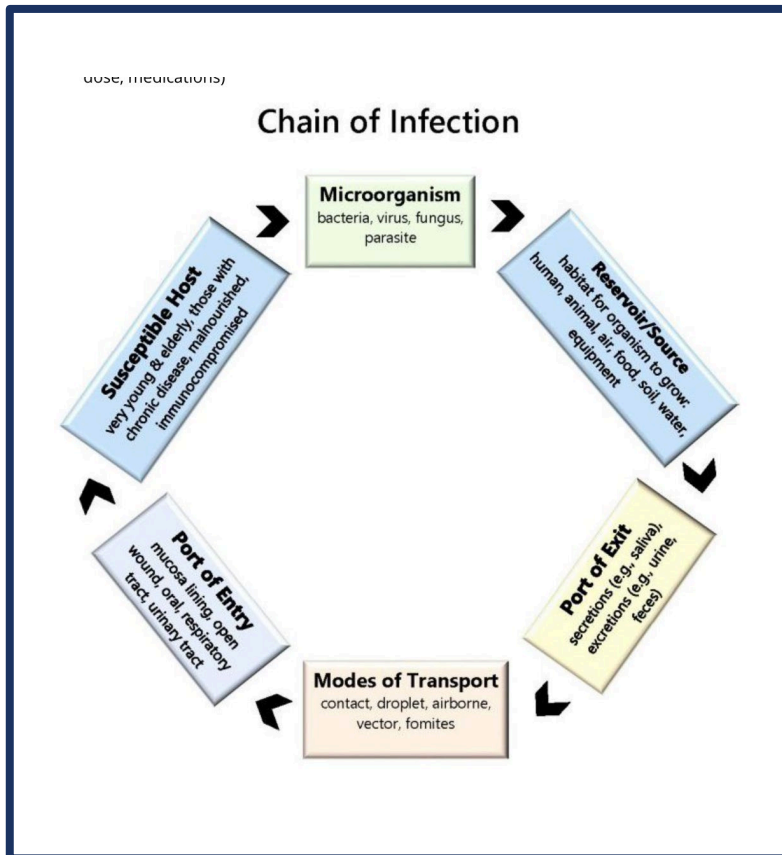 dose, medications)
Chain of Infection
Microorganism
bacteria, virus, fungus,
parasite
Reservoir/Source
habitat for organism to grow:
human, animal, air, food, soil, water,
equipment
Port of Exit
secretions (e.g., saliva),
excretions (e.g., urine,
feces)
Modes of Transport
contact, droplet, airborne,
vector, fomites
Port of Entry
mucosa lining, open
wound, oral, respiratory
tract, urinary tract
Susceptible Host
very young & elderly, those with
chronic disease, malnourished,
immunocompromised